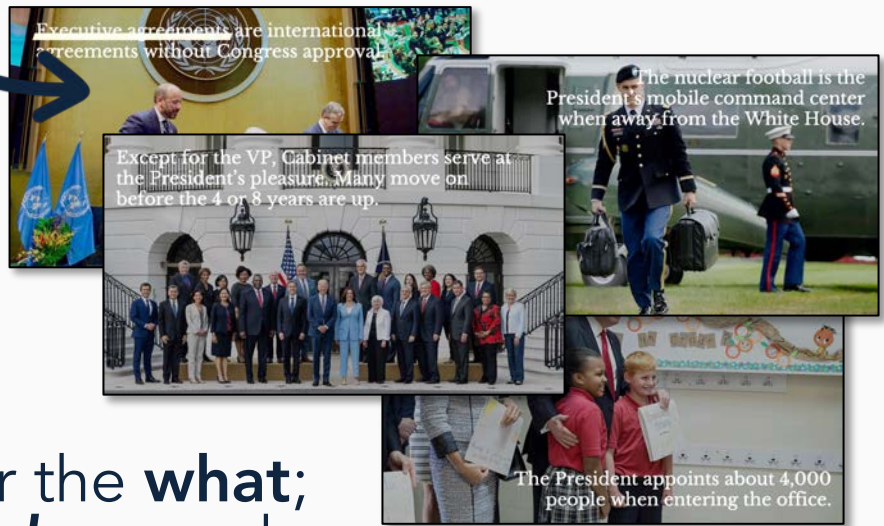 Executive agreements are international
agreements without Congress approval.
The nuclear football is the
President's mobile command center
when away from the White House.
Except for the VP, Cabinet members serve at
the President's pleasure. Many move on
before the 4 or 8 years are up.
The President appoints about 4,000
people when entering the office.
r the what;